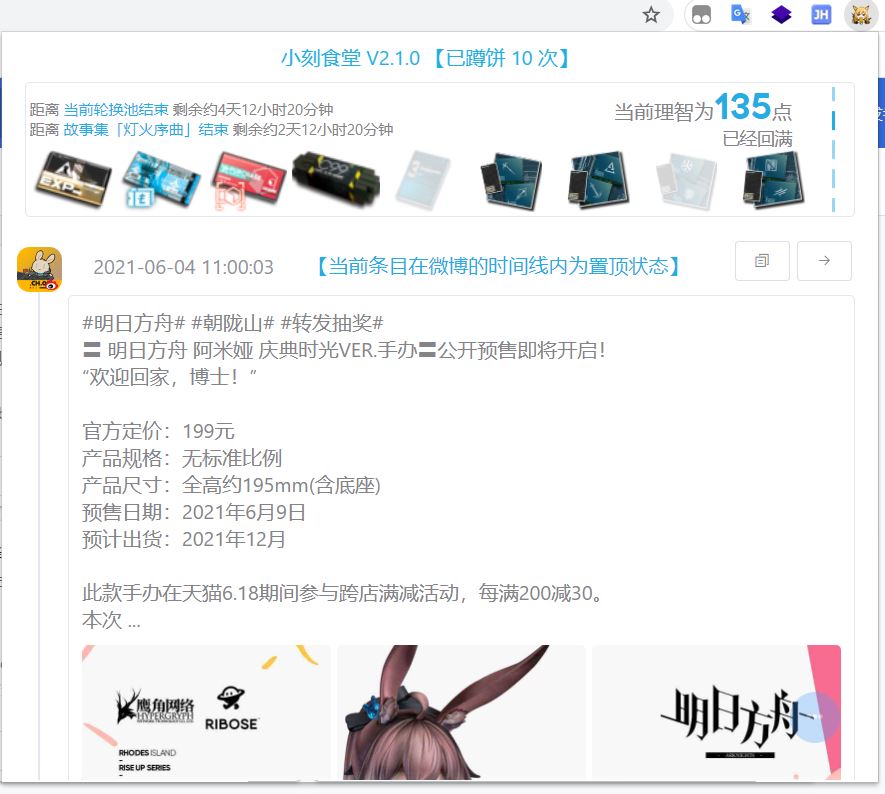 JH
小刻食堂 V2.1.0 【已蹲饼 10 次】
距离 当前轮换池结束 剩余约4天12小时20分钟
距离 故事集「灯火序曲」结束 剩余约2天12小时20分钟
当前理智为135点
已经回满
EXP
2021-06-04 11:00:03
【当前条目在微博的时间线内为置顶状态】
#明日方舟# #朝陇山# #转发抽奖#
〓 明日方舟 阿米娅 庆典时光VER.手办〓公开预售即将开启！
“欢迎回家，博士！”
官方定价：199元
产品规格：无标准比例
产品尺寸：全高约195mm(含底座)
预售日期：2021年6月9日
预计出货：2021年12月
此款手办在天猫6.18期间参与跨店满减活动，每满200减30。
本次 ...
鹰角网络
HYPERGRYPH
RIBOSE
RHODES ISLAND
RISE UP SERIES
明日方舟